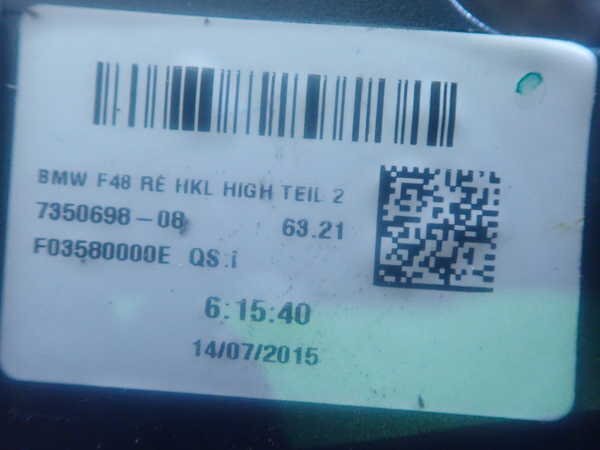 BMW F48 RE HKL HIGH TEIL 2
7350698-08 63.21
F03580000E QS:i
6:15:40
14/07/2015